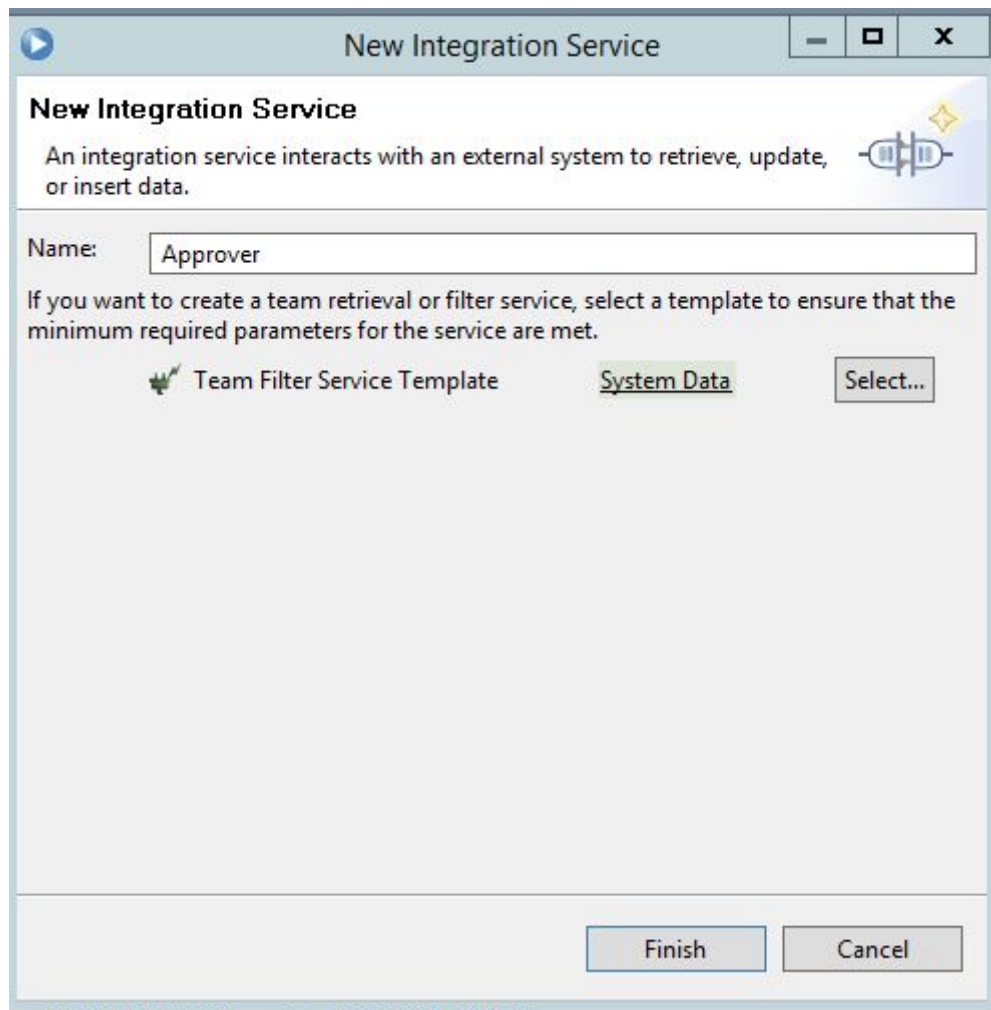 New Integration Service
New Integration Service
An integration service interacts with an external system to retrieve, update,
or insert data.
Name: Approver
If you want to create a team retrieval or filter service, select a template to ensure that the
minimum required parameters for the service are met.
Team Filter Service Template System Data Select...
Finish Cancel